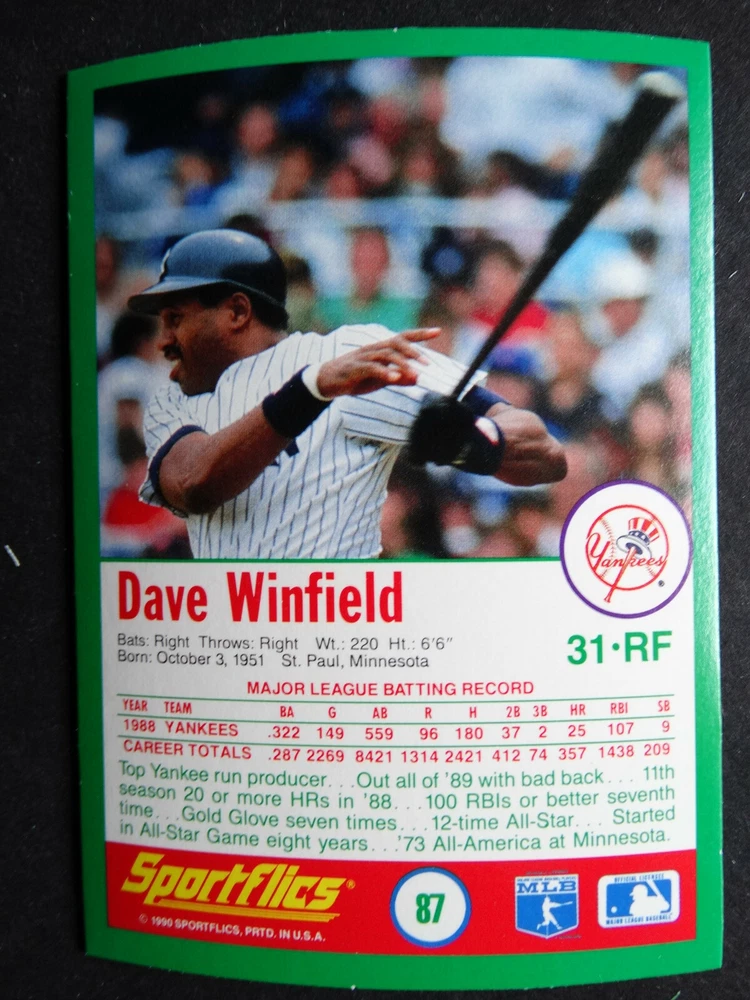 Yankees
Dave Winfield
31·RF
Bats: Right Throws: Right Wt.: 220 Ht.: 6'6"
Born: October 3, 1951 St. Paul, Minnesota
MAJOR LEAGUE BATTING RECORD
YEAR TEAM BA G AB R H 2B 3B HR RBI SB
1988 YANKEES .322 149 559 96 180 37 2 25 107 9
CAREER TOTALS .287 2269 8421 1314 2421 412 74 357 1438 209
Top Yankee run producer. . .Out all of '89 with bad back. . . 11th
season 20 or more HRs in '88. . .100 RBIs or better seventh
time. . .Gold Glove seven times. . .12-time All-Star. . . Started
in All-Star Game eight years. . .'73 All-America at Minnesota.
Sportflics®
© 1990 SPORTFLICS, PRTD. IN U.S.A.
87
MLB
OFFICIAL LICENSEE
MAJOR LEAGUE BASEBALL